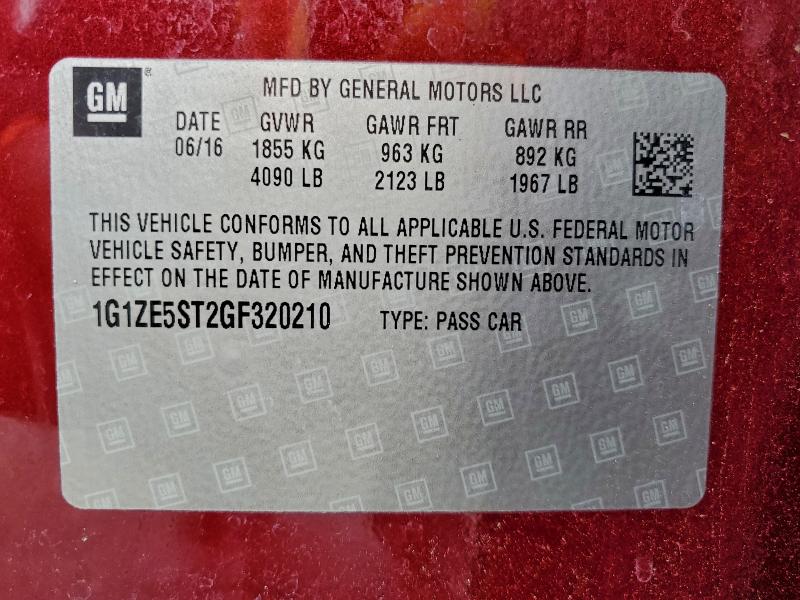 GM
MFD BY GENERAL MOTORS LLC
DATE GVWR GAWR FRT GAWR RR
06/16 1855 KG 963 KG 892 KG
4090 LB 2123 LB 1967 LB
THIS VEHICLE CONFORMS TO ALL APPLICABLE U.S. FEDERAL MOTOR
VEHICLE SAFETY, BUMPER, AND THEFT PREVENTION STANDARDS IN
EFFECT ON THE DATE OF MANUFACTURE SHOWN ABOVE.
1G1ZE5ST2GF320210 TYPE: PASS CAR